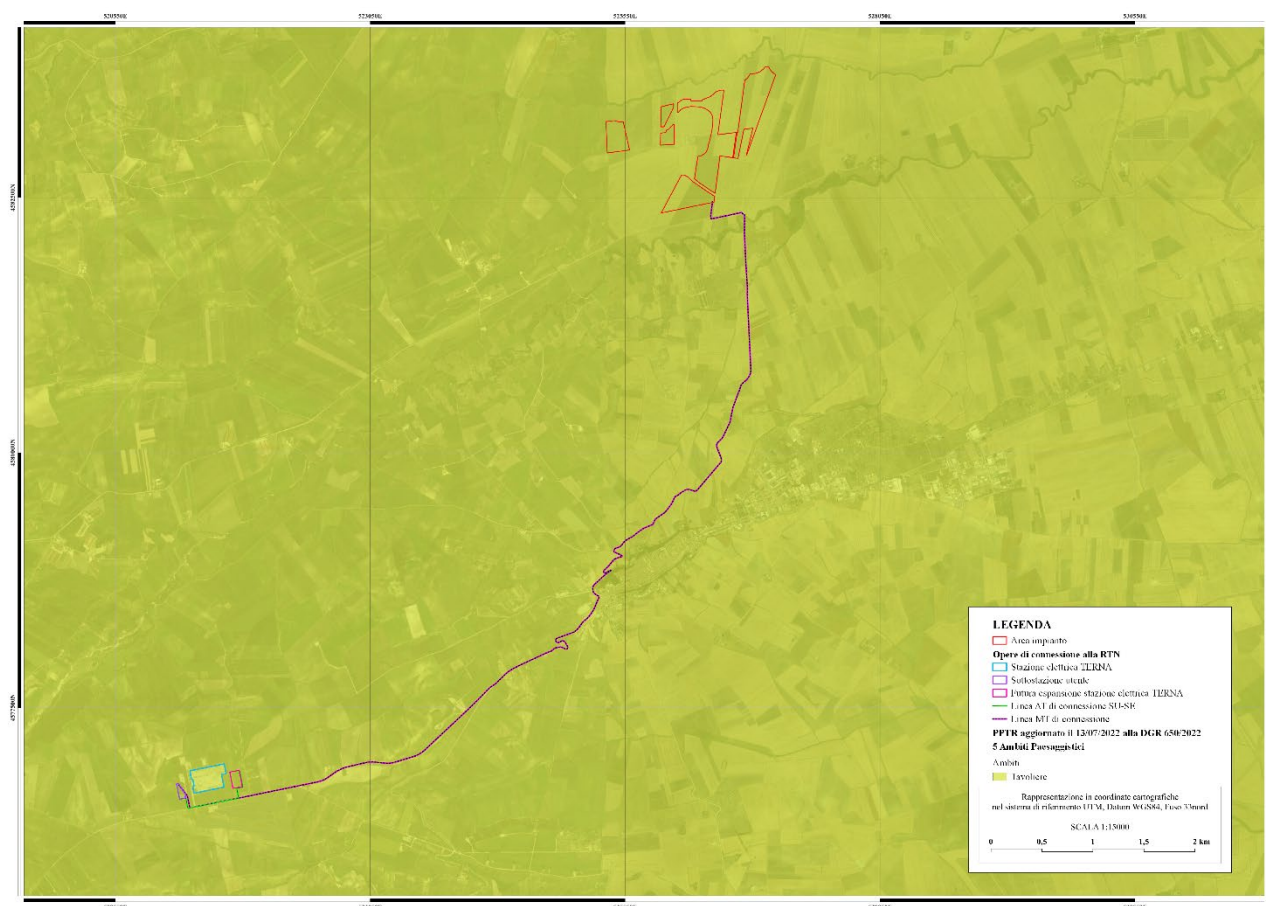 LEGENDA
Area impianto
Opere di connessione alla RTN
Stazione elettrica TERNA
Sottostazione utente
Futura espansione stazione elettrica TERNA
Linea AT di connessione SU-SE
Linea MT di connessione
PPTR aggiornato il 13/07/2022 alla DGR 650/2022
5 Ambiti Paesaggistici
Ambiti
Tavoliere
Rappresentazione in coordinate cartografiche
nel sistema di riferimento UTM, Datum WGS84, Fuso 33nord
SCALA 1:15000
0 0,5 1 1,5 2 km